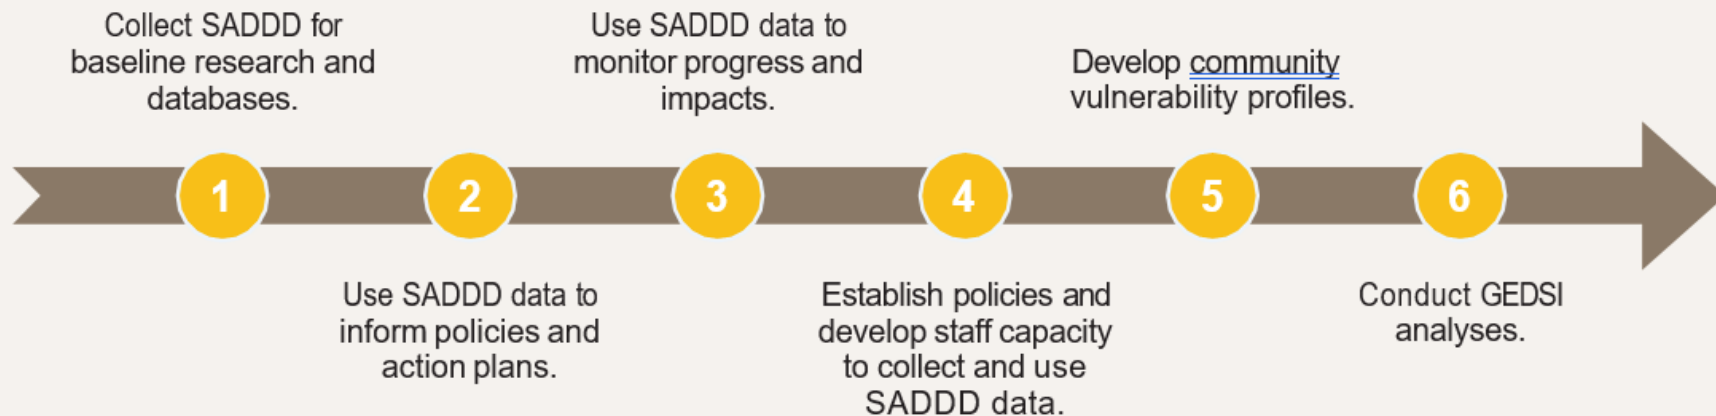 Collect SADDD for
baseline research and
databases.
Use SADDD data to
monitor progress and
impacts.
Develop community
vulnerability profiles.
1
2
3
4
5
6
Use SADDD data to
inform policies and
action plans.
Establish policies and
develop staff capacity
to collect and use
SADDD data.
Conduct GEDSI
analyses.